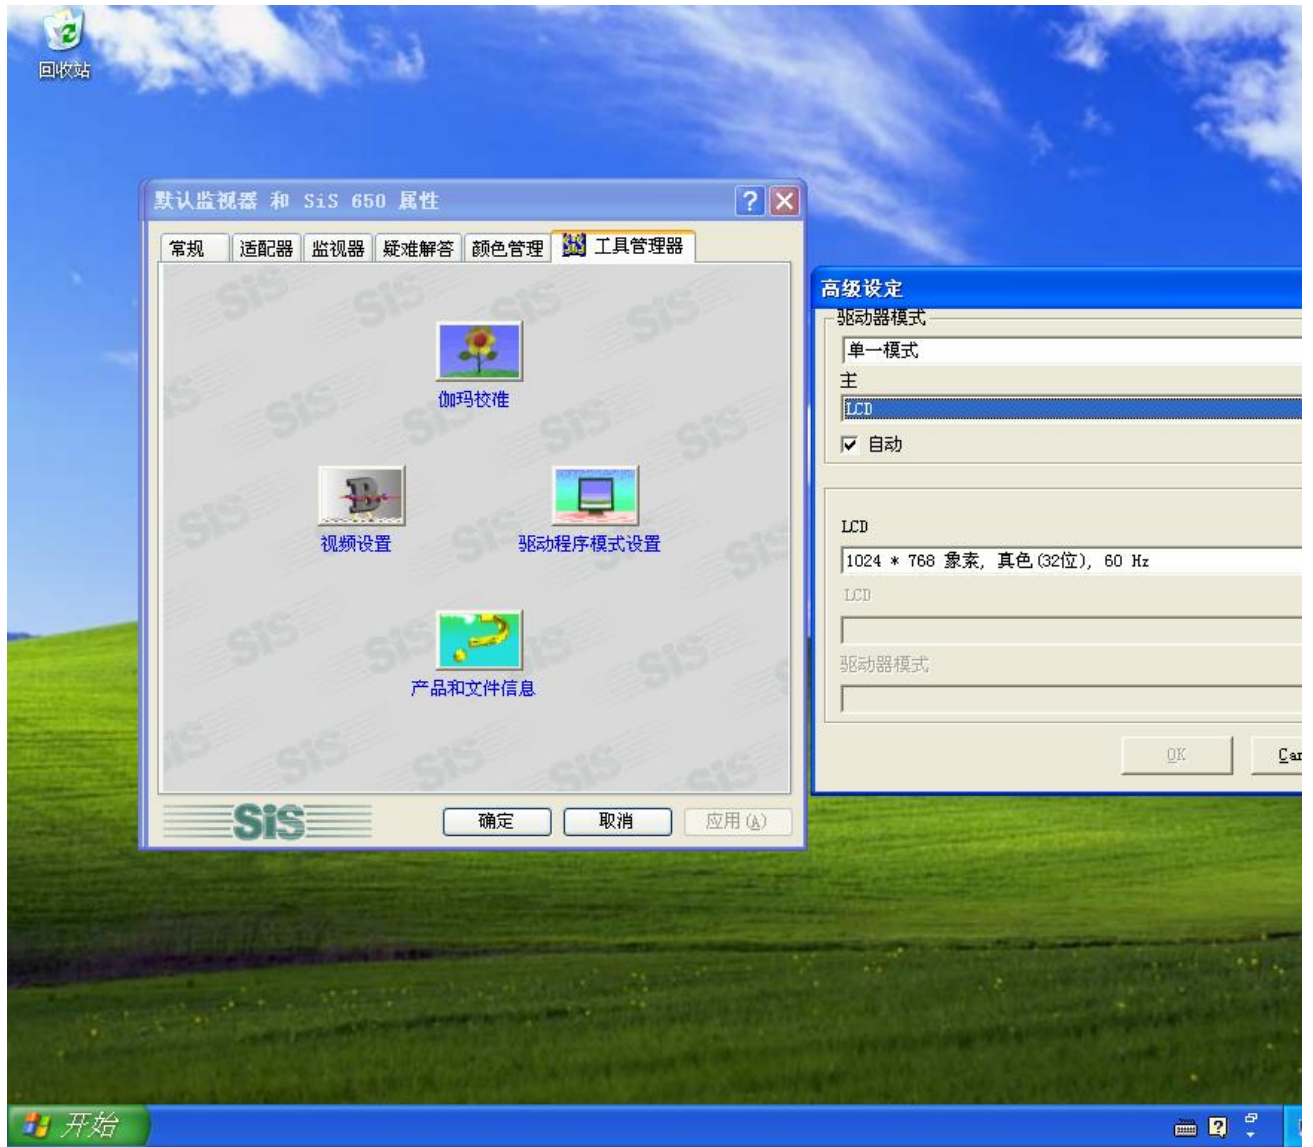 回收站
默认监视器 和 SiS 650 属性
常规 适配器 监视器 疑难解答 颜色管理 SiS 工具管理器
伽玛校准
视频设置
驱动程序模式设置
产品和文件信息
SiS
确定 取消 应用(A)
高级设定
驱动器模式
单一模式
主
LCD
自动
LCD
1024 * 768 象素, 真色(32位), 60 Hz
LCD
驱动器模式
OK
开始